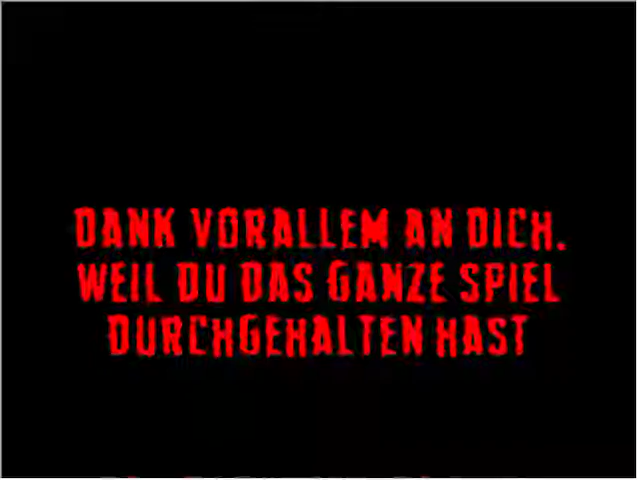 DANK VORALLEM AN DICH.
WEIL DU DAS GANZE SPIEL
DURCHGEHALTEN HAST